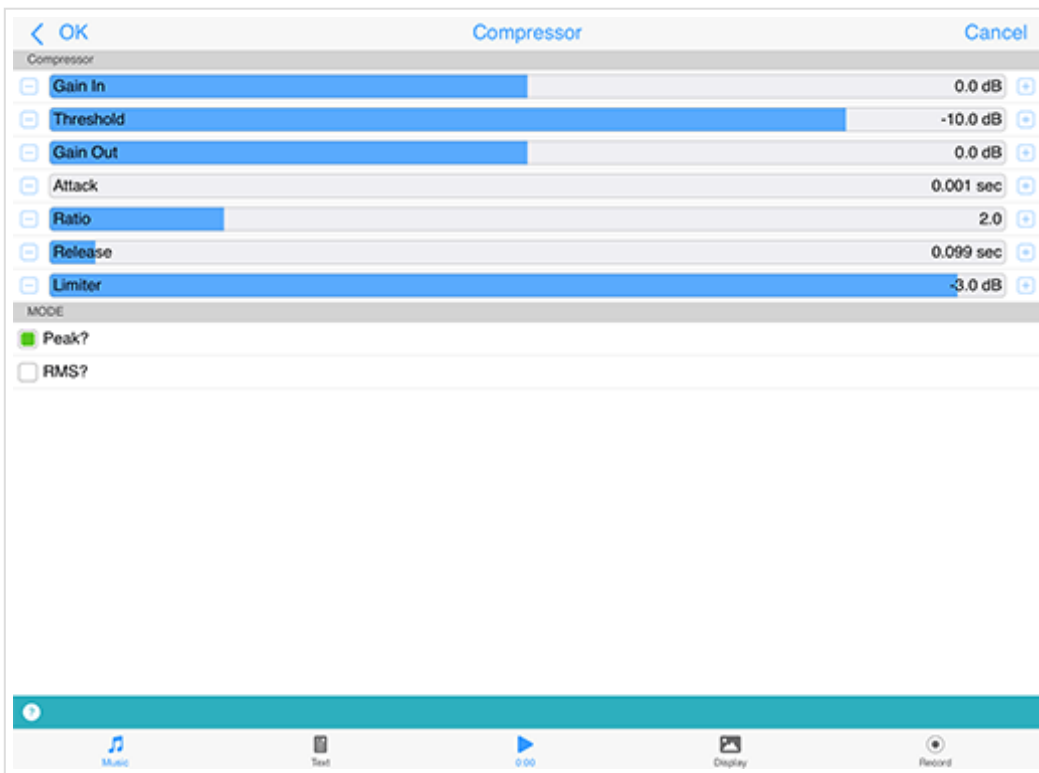 OK Compressor Cancel
Compressor
Gain In 0.0 dB
Threshold -10.0 dB
Gain Out 0.0 dB
Attack 0.001 sec
Ratio 2.0
Release 0.099 sec
Limiter -3.0 dB
MODE
Peak?
RMS?
?
Music Text 0:00 Display Record